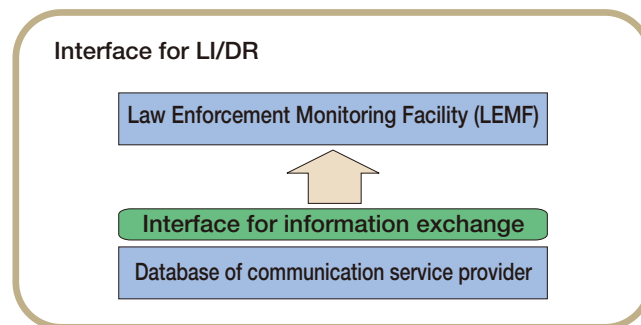 Interface for LI/DR
Law Enforcement Monitoring Facility (LEMF)
Interface for information exchange
Database of communication service provider